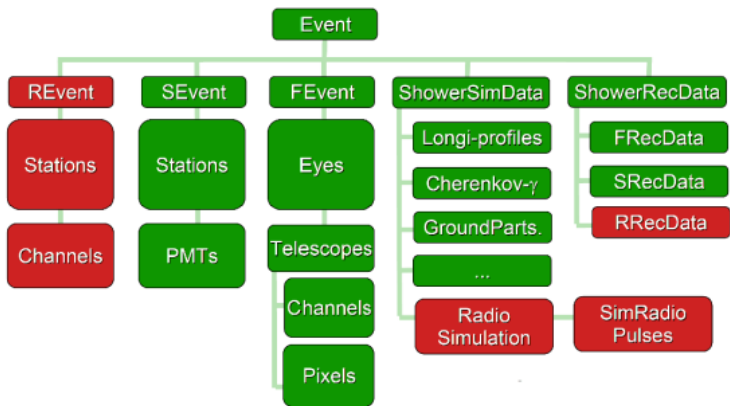 Event
REvent
SEvent
FEvent
ShowerSimData
ShowerRecData
Stations
Stations
Eyes
Longi-profiles
Cherenkov-γ
GroundParts.
...
FRecData
SRecData
RRecData
Channels
PMTs
Telescopes
Channels
Pixels
Radio
Simulation
SimRadio
Pulses